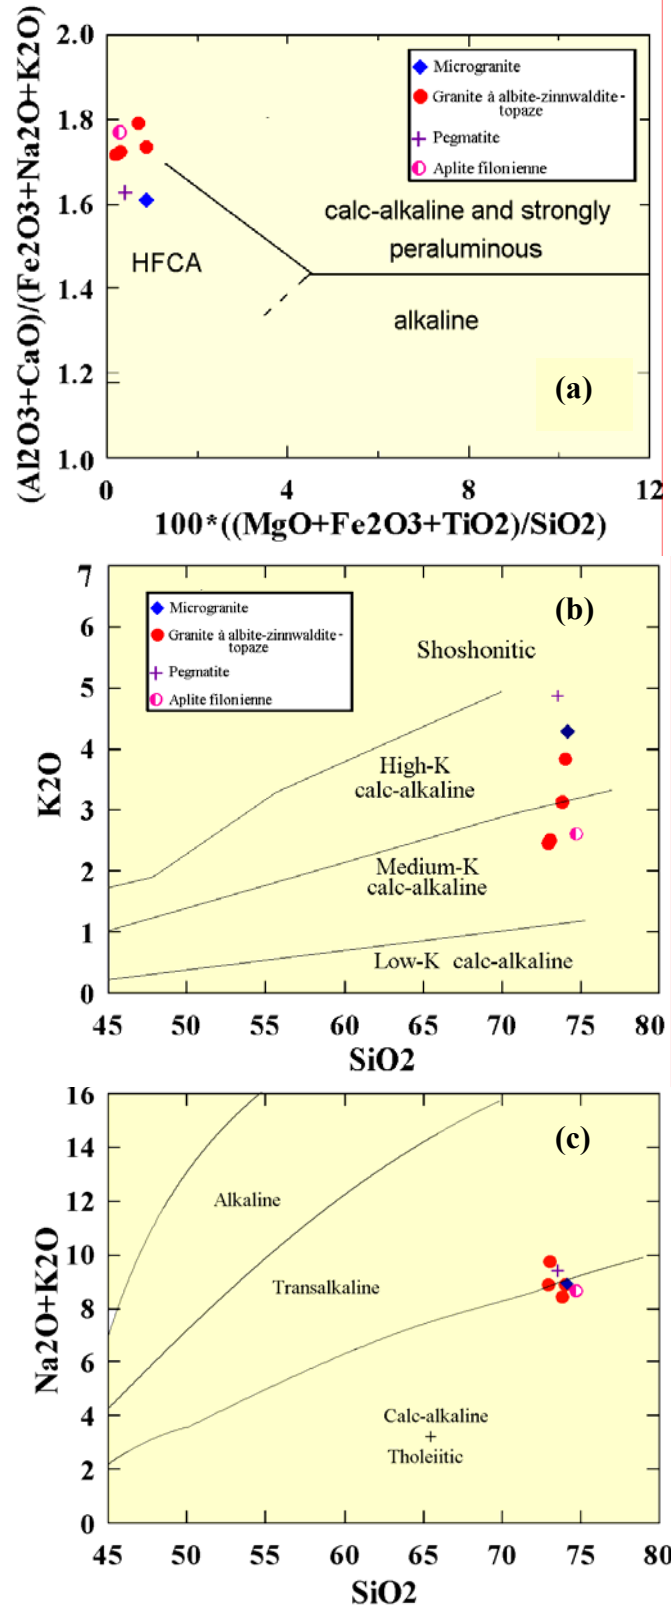 (Al2O3+CaO)/(Fe2O3+Na2O+K2O)
2.0
1.8
1.6
1.4
1.2
1.0
Microgranite
Granite à albite-zinnwaldite-
topaze
Pegmatite
Aplite filonienne
calc-alkaline and strongly
peraluminous
HFCA
alkaline
(a)
0 4 8 12
100*((MgO+Fe2O3+TiO2)/SiO2)
K2O
7
6
5
4
3
2
1
0
Microgranite
Granite à albite-zinnwaldite-
topaze
Pegmatite
Aplite filonienne
(b)
Shoshonitic
High-K
calc-alkaline
Medium-K
calc-alkaline
Low-K calc-alkaline
45 50 55 60 65 70 75 80
SiO2
Na2O+K2O
16
14
12
10
8
6
4
2
0
(c)
Alkaline
Transalkaline
Calc-alkaline
+
Tholeiitic
45 50 55 60 65 70 75 80
SiO2